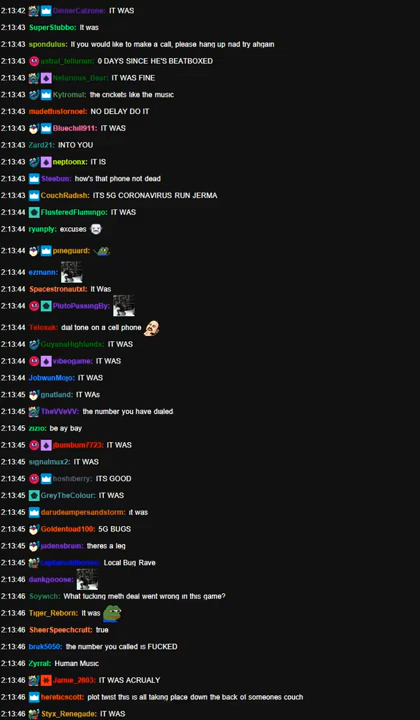 2:13:42 DinnerCalzone: IT WAS
2:13:43 SuperStubbo: It was
2:13:43 spondulus: If you would like to make a call, please hang up nad try ahgain
2:13:43 astral_tellurian: 0 DAYS SINCE HE'S BEATBOXED
2:13:43 Nefarious_Bear: IT WAS FINE
2:13:43 Kytromal: the crickets like the music
2:13:43 madethisfornoel: NO DELAY DO IT
2:13:43 Bluechill911: IT WAS
2:13:43 Zard21: INTO YOU
2:13:43 neptoonx: IT IS
2:13:43 Steebun: how's that phone not dead
2:13:43 CouchRadish: ITS 5G CORONAVIRUS RUN JERMA
2:13:44 FlusteredFlamingo: IT WAS
2:13:44 ryanply: excuses
2:13:44 pineguard:
2:13:44 ezmann:
2:13:44 Spacestronautxl: It Was
2:13:44 PlutoPassingBy:
2:13:44 Telosak: dial tone on a cell phone
2:13:44 GuyanaHighlands: IT WAS
2:13:44 vibeogame: IT WAS
2:13:44 JobwunMojo: IT WAS
2:13:45 gnatland: IT WAs
2:13:45 TheVVeVV: the number you have dialed
2:13:45 zizio: be ay bay
2:13:45 jbumbum7723: IT WAS
2:13:45 signalmux2: IT WAS
2:13:45 hoshiberry: ITS GOOD
2:13:45 GreyTheColour: IT WAS
2:13:45 darudeampersandstorm: it was
2:13:45 Goldentoad100: 5G BUGS
2:13:45 jadensbruin: theres a leg
2:13:45 Local Bug Rave
2:13:46 dankgooose:
2:13:46 Soywich: What fucking meth deal went wrong in this game?
2:13:46 Tiger_Reborn: It was
2:13:46 SheerSpeechcraft: true
2:13:46 bruk5050: the number you called is FUCKED
2:13:46 Zyrral: Human Music
2:13:46 Jamie_2603: IT WAS ACRUALY
2:13:46 hereticscott: plot twist this is all taking place down the back of someones couch
2:13:46 Styx_Renegade: IT WAS